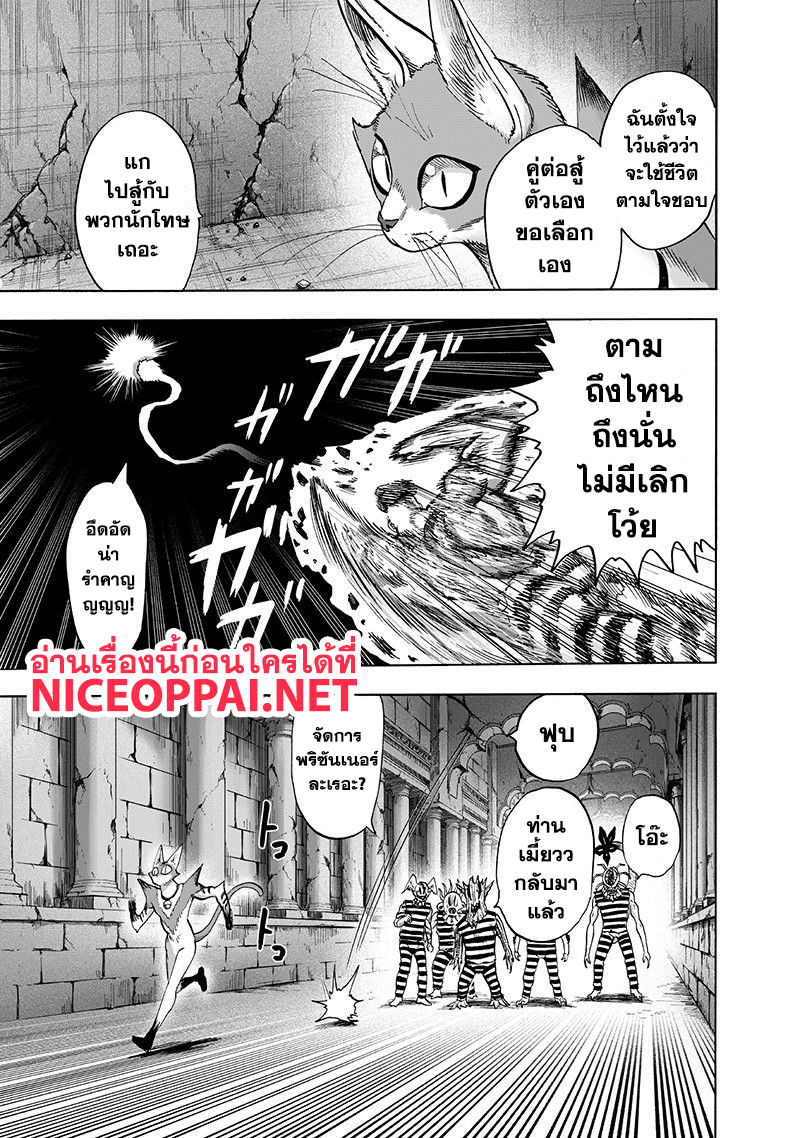 ฉันตั้งใจ
ไว้แล้วว่า
จะใช้ชีวิต
ตามใจชอบ
คู่ต่อสู้
ตัวเอง
ขอเลือก
เอง
แก
ไปสู้กับ
พวกนักโทษ
เถอะ
ตาม
ถึงไหน
ถึงนั่น
ไม่มีเลิก
โว้ย
ガガガガガ
อึดอัด
น่า
รำคาญ
ญญญ!
อ่านเรื่องนี้ก่อนใครได้ที่
NICEOPPAI.NET
ฟุบ
โอ๊ะ
ท่าน
เมี้ยวว
กลับมา
แล้ว
จัดการ
พริซันเนอร์
ละเรอะ?
トっ